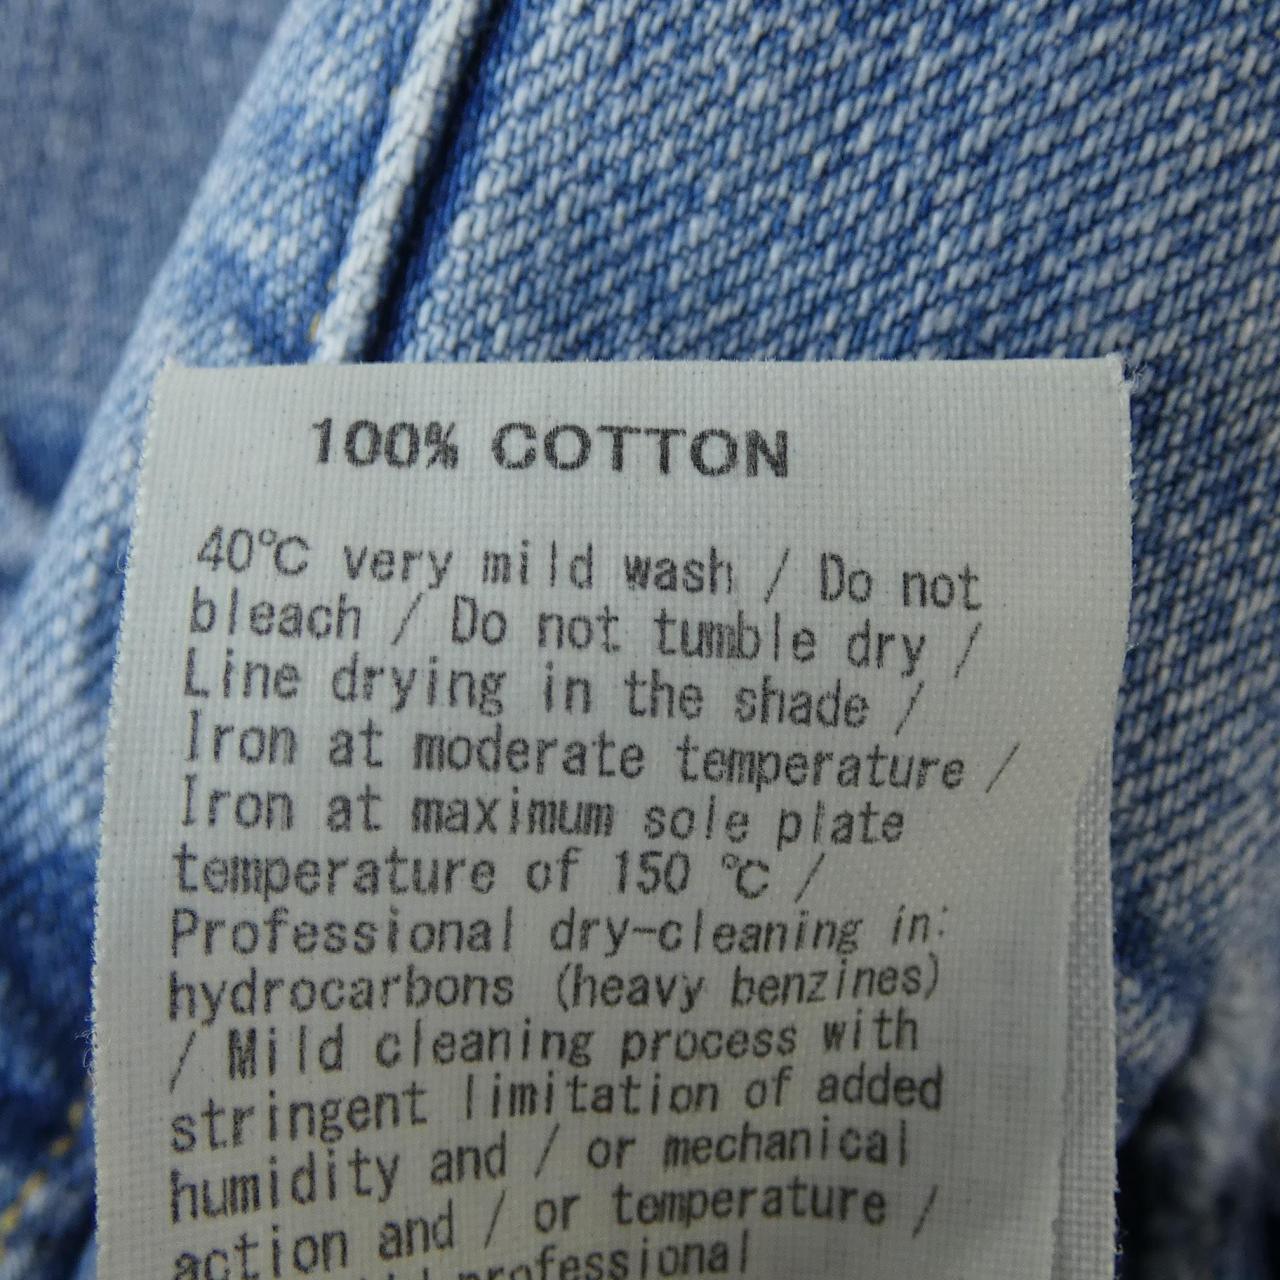 100% COTTON
40℃ very mild wash / Do not
bleach / Do not tumble dry /
Line drying in the shade /
Iron at moderate temperature /
Iron at maximum sole plate
temperature of 150 ℃ /
Professional dry-cleaning in:
hydrocarbons (heavy benzines)
/ Mild cleaning process with
stringent limitation of added
humidity and / or mechanical
action and / or temperature /
professional